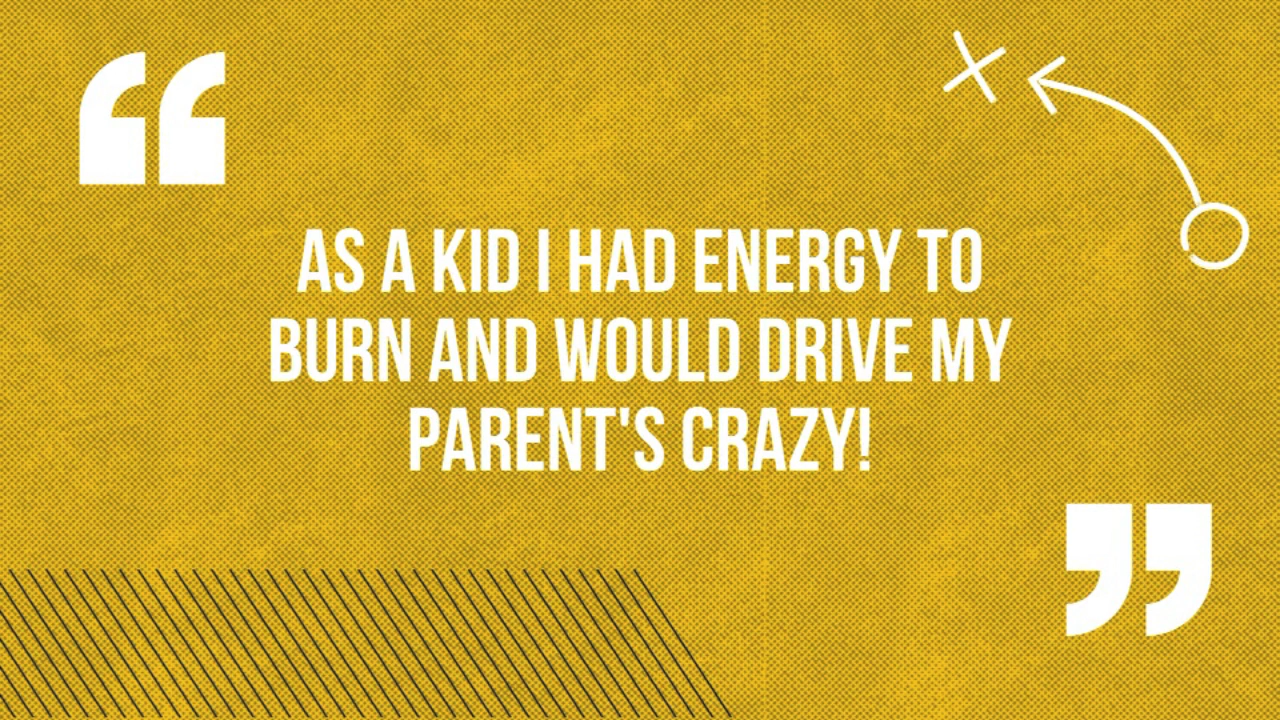 “
AS A KID I HAD ENERGY TO
BURN AND WOULD DRIVE MY
PARENT'S CRAZY!
”